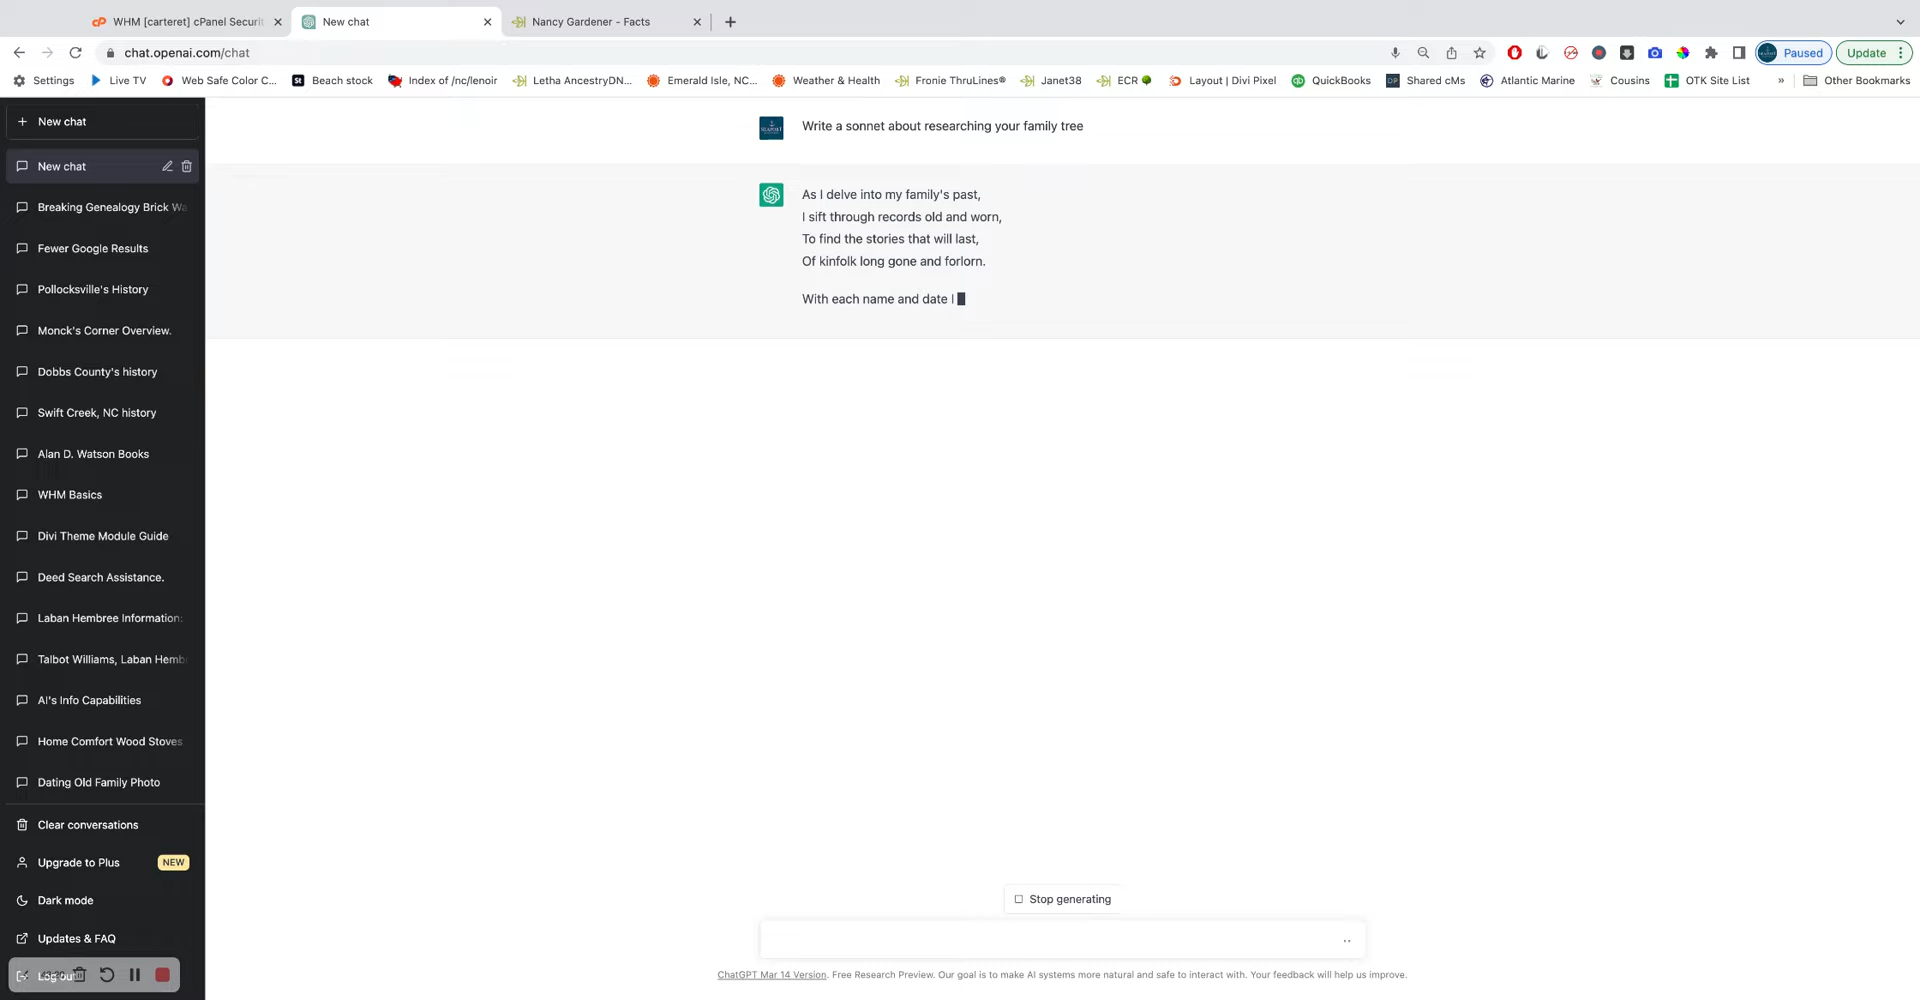 WHM [carteret] cPanel Securit
New chat
Nancy Gardener - Facts
chat.openai.com/chat
Paused
Update
Settings
Live TV
Web Safe Color C...
Beach stock
Index of /nc/lenoir
Letha AncestryDN...
Emerald Isle, NC...
Weather & Health
Fronie ThruLines®
Janet38
ECR
Layout | Divi Pixel
QuickBooks
Shared cMs
Atlantic Marine
Cousins
OTK Site List
»
Other Bookmarks
+ New chat
New chat
Breaking Genealogy Brick Wa
Fewer Google Results
Pollocksville's History
Monck's Corner Overview.
Dobbs County's history
Swift Creek, NC history
Alan D. Watson Books
WHM Basics
Divi Theme Module Guide
Deed Search Assistance.
Laban Hembree Information:
Talbot Williams, Laban Hemb
AI's Info Capabilities
Home Comfort Wood Stoves
Dating Old Family Photo
Clear conversations
Upgrade to Plus NEW
Dark mode
Updates & FAQ
Log out
Write a sonnet about researching your family tree
As I delve into my family's past,
I sift through records old and worn,
To find the stories that will last,
Of kinfolk long gone and forlorn.
With each name and date I
Stop generating
ChatGPT Mar 14 Version. Free Research Preview. Our goal is to make AI systems more natural and safe to interact with. Your feedback will help us improve.